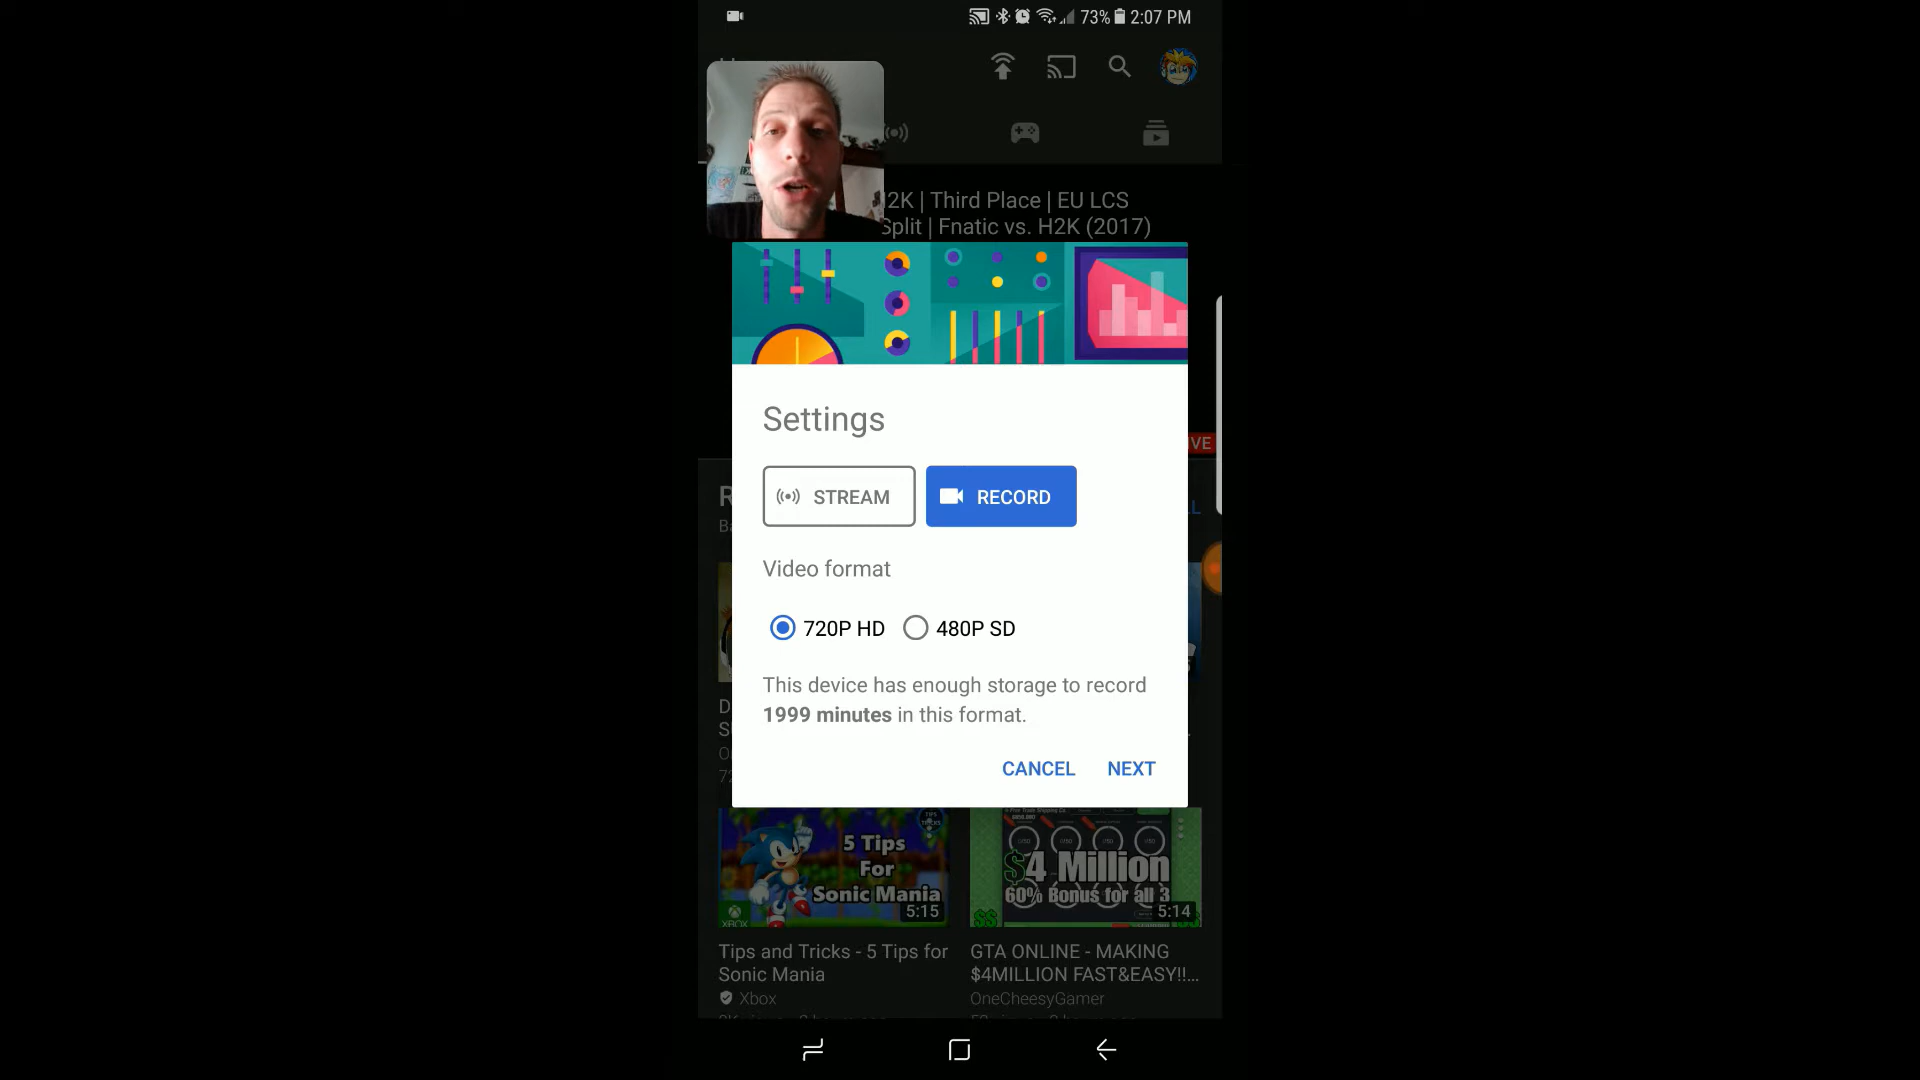 73% 2:07 PM
2K | Third Place | EU LCS
Split | Fnatic vs. H2K (2017)
Settings
IVE
STREAM
RECORD
Video format
720P HD
480P SD
This device has enough storage to record
1999 minutes in this format.
CANCEL
NEXT
5 Tips
For
Sonic Mania
5:15
XBOX
$4 Million
60% Bonus for all 3
5:14
Tips and Tricks - 5 Tips for
Sonic Mania
Xbox
GTA ONLINE - MAKING
$4MILLION FAST&EASY!!...
OneCheesyGamer